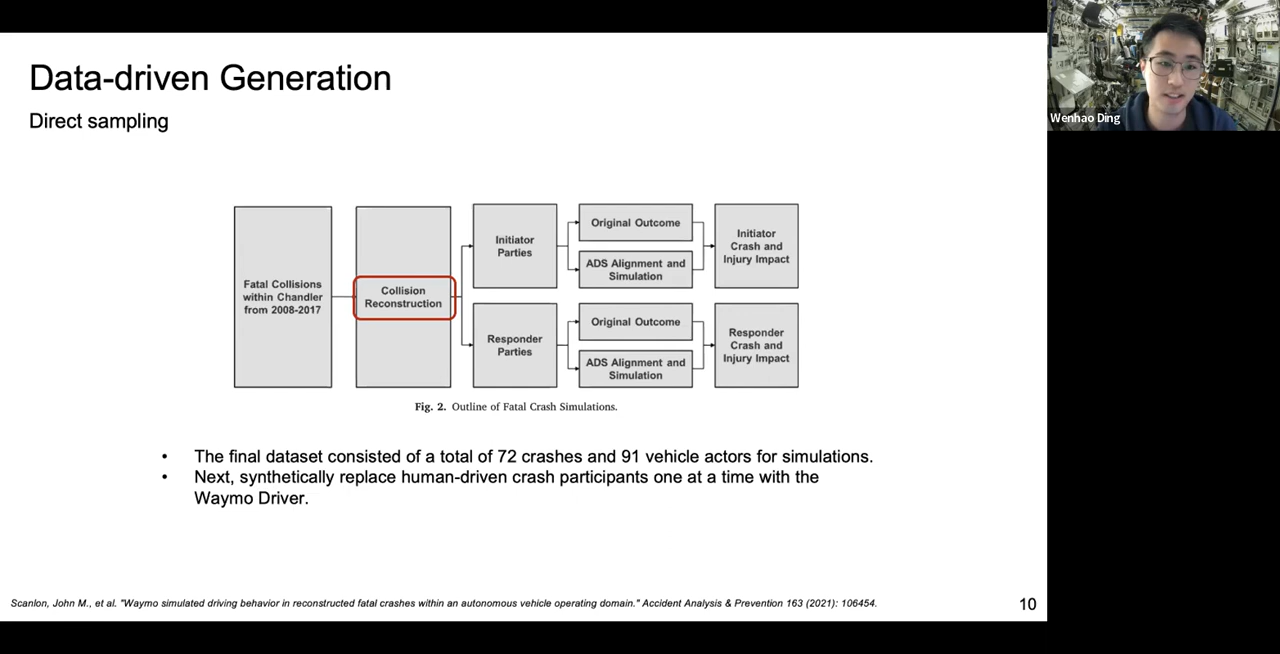 Data-driven Generation
Direct sampling
Wenhao Ding
Fatal Collisions
within Chandler
from 2008-2017
Collision
Reconstruction
Initiator
Parties
Original Outcome
ADS Alignment and
Simulation
Initiator
Crash and
Injury Impact
Responder
Parties
Original Outcome
ADS Alignment and
Simulation
Responder
Crash and
Injury Impact
Fig. 2. Outline of Fatal Crash Simulations.
• The final dataset consisted of a total of 72 crashes and 91 vehicle actors for simulations.
• Next, synthetically replace human-driven crash participants one at a time with the
Waymo Driver.
Scanlon, John M., et al. "Waymo simulated driving behavior in reconstructed fatal crashes within an autonomous vehicle operating domain." Accident Analysis & Prevention 163 (2021): 106454.
10